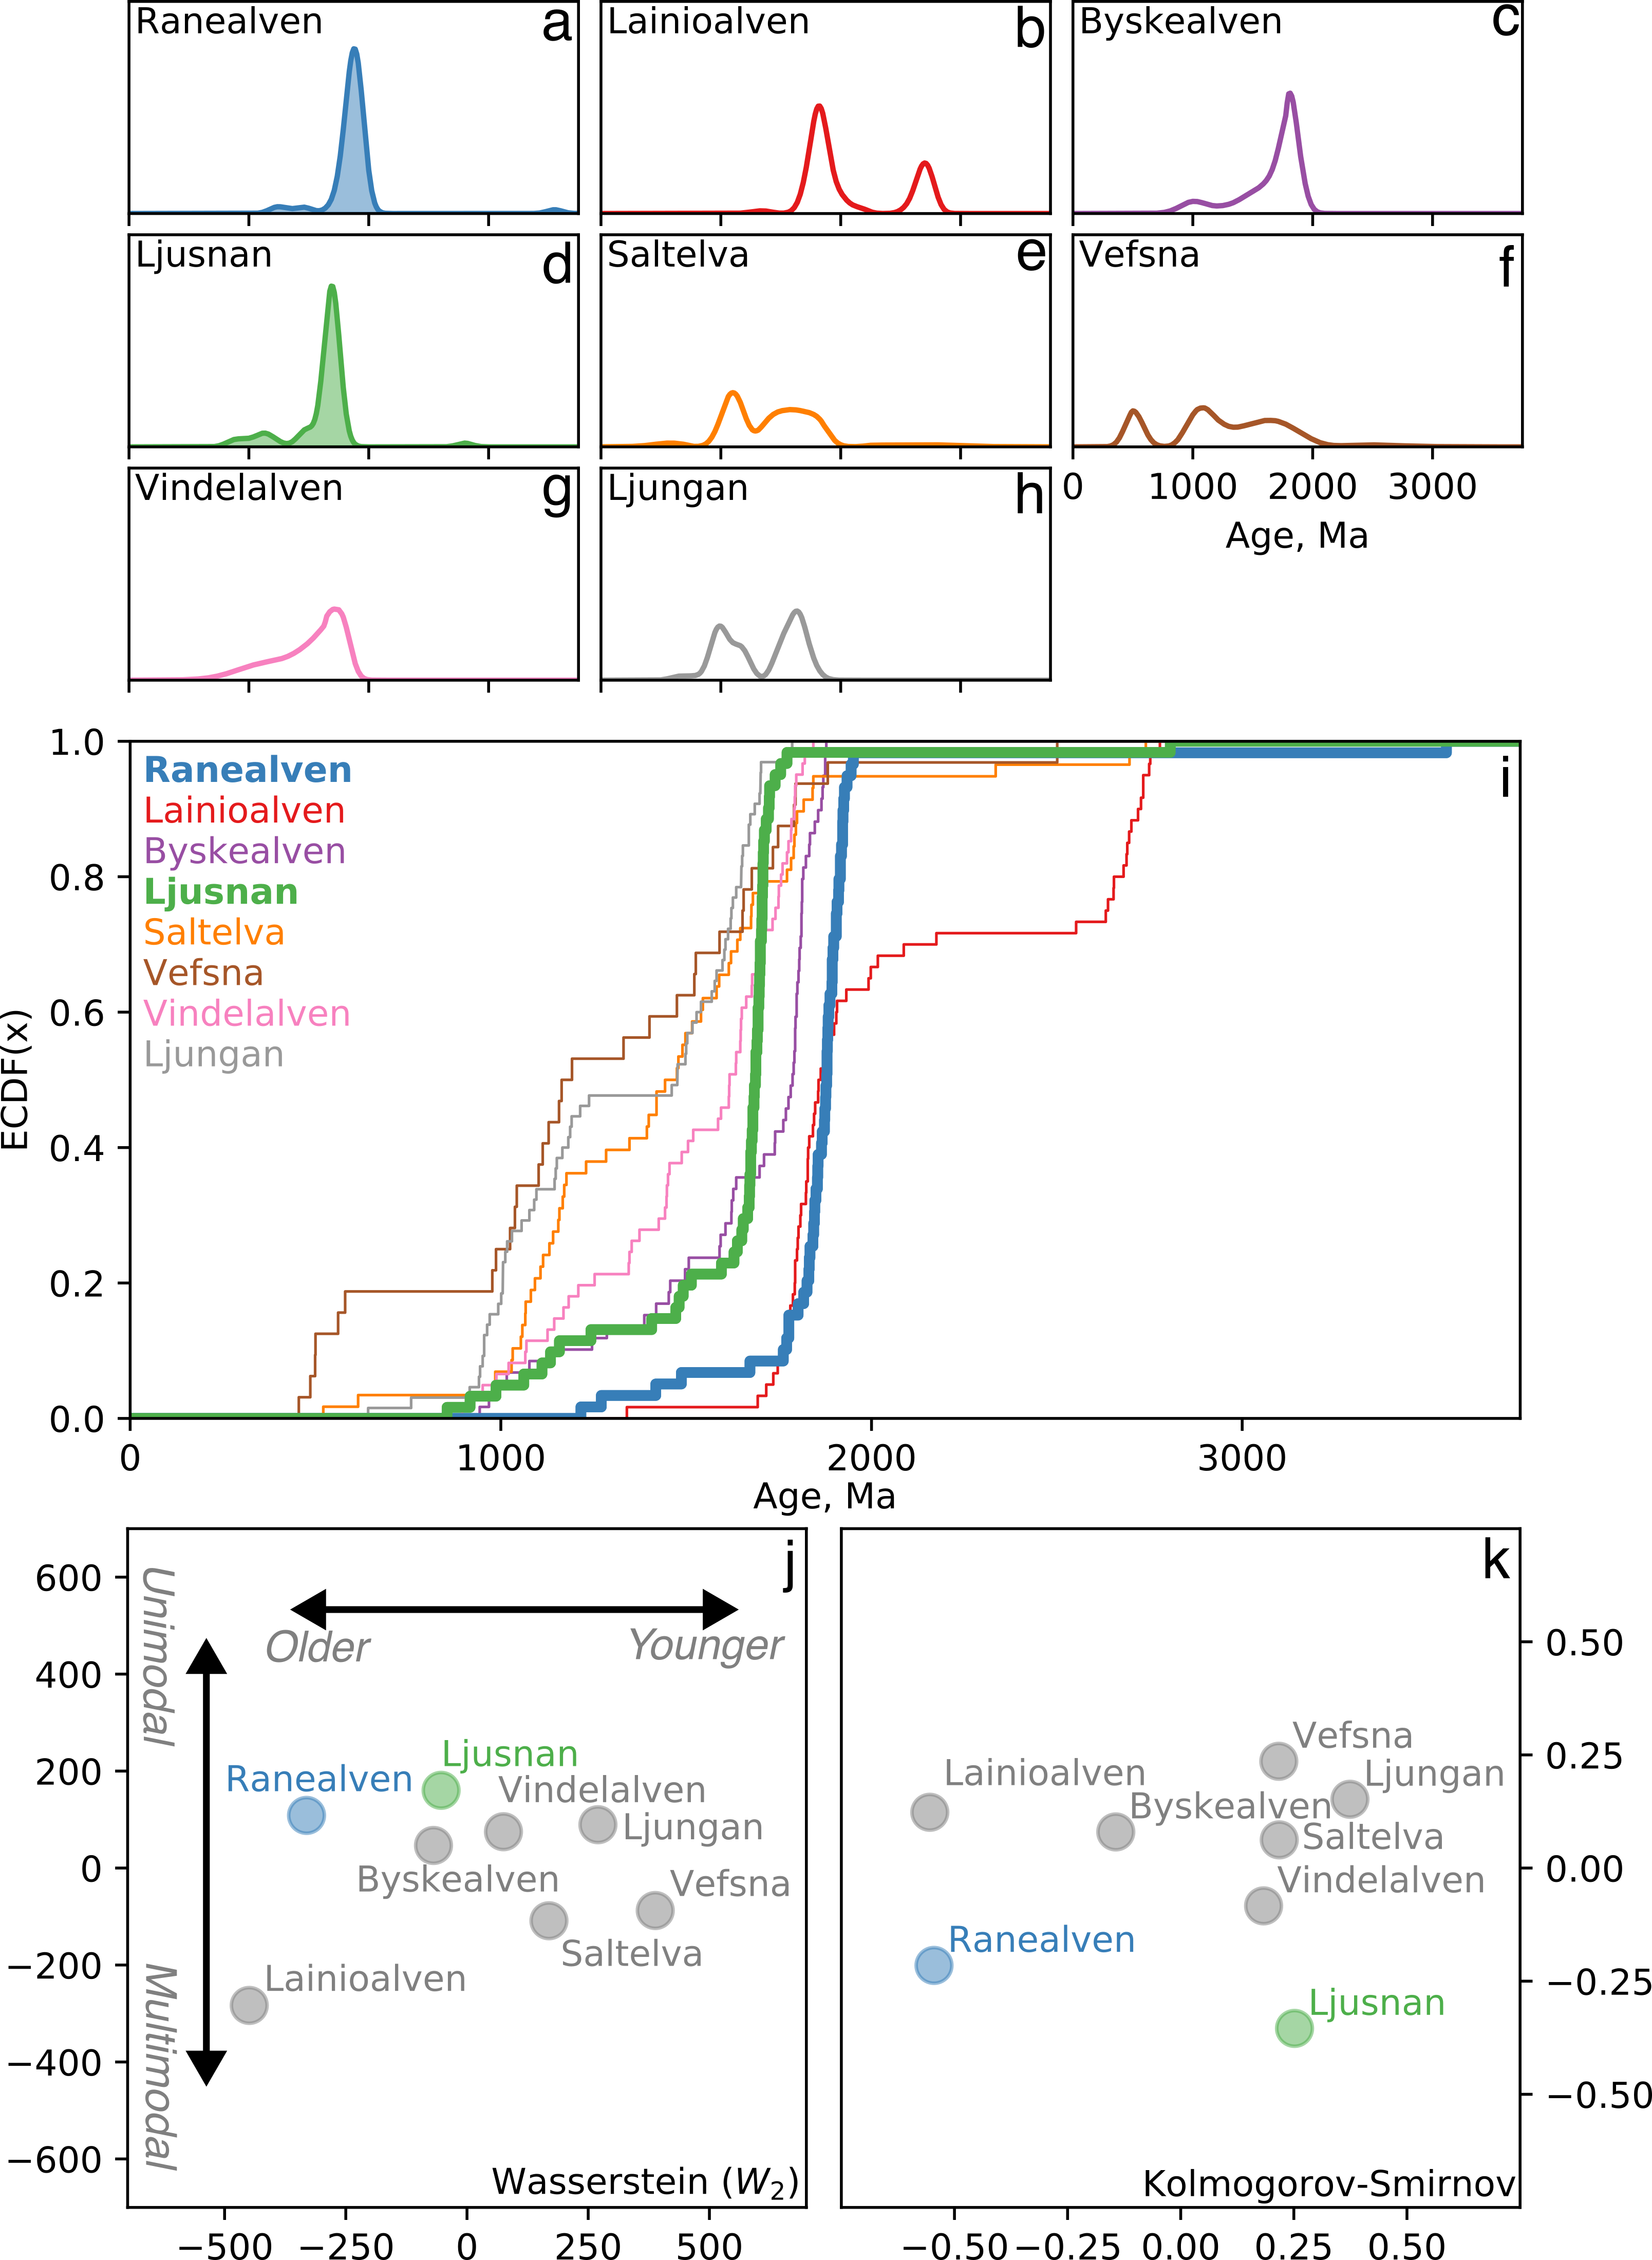 Ranealven a
Lainioalven b
Byskealven c
Ljusnan d
Saltelva e
Vefsna f
0 1000 2000 3000
Age, Ma
Vindelalven g
Ljungan h
1.0
0.8
0.6
0.4
0.2
0.0
ECDF(x)
i
Ranealven
Lainioalven
Byskealven
Ljusnan
Saltelva
Vefsna
Vindelalven
Ljungan
0 1000 2000 3000
Age, Ma
j
600
400
200
0
−200
−400
−600
Unimodal
Multimodal
Older Younger
Ljusnan
Ranealven
Vindelalven
Ljungan
Byskealven
Vefsna
Saltelva
Lainioalven
Wasserstein (W₂)
−500 −250 0 250 500
k
Vefsna
Lainioalven
Ljungan
Byskealven
Saltelva
Vindelalven
Ranealven
Ljusnan
Kolmogorov-Smirnov
0.50
0.25
0.00
−0.25
−0.50
−0.50 −0.25 0.00 0.25 0.50